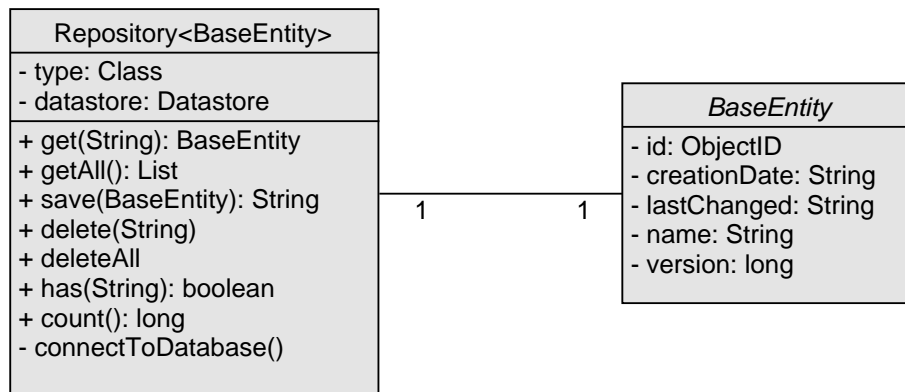 Repository<BaseEntity>
- type: Class
- datastore: Datastore
+ get(String): BaseEntity
+ getAll(): List
+ save(BaseEntity): String
+ delete(String)
+ deleteAll
+ has(String): boolean
+ count(): long
- connectToDatabase()
1
1
BaseEntity
- id: ObjectID
- creationDate: String
- lastChanged: String
- name: String
- version: long